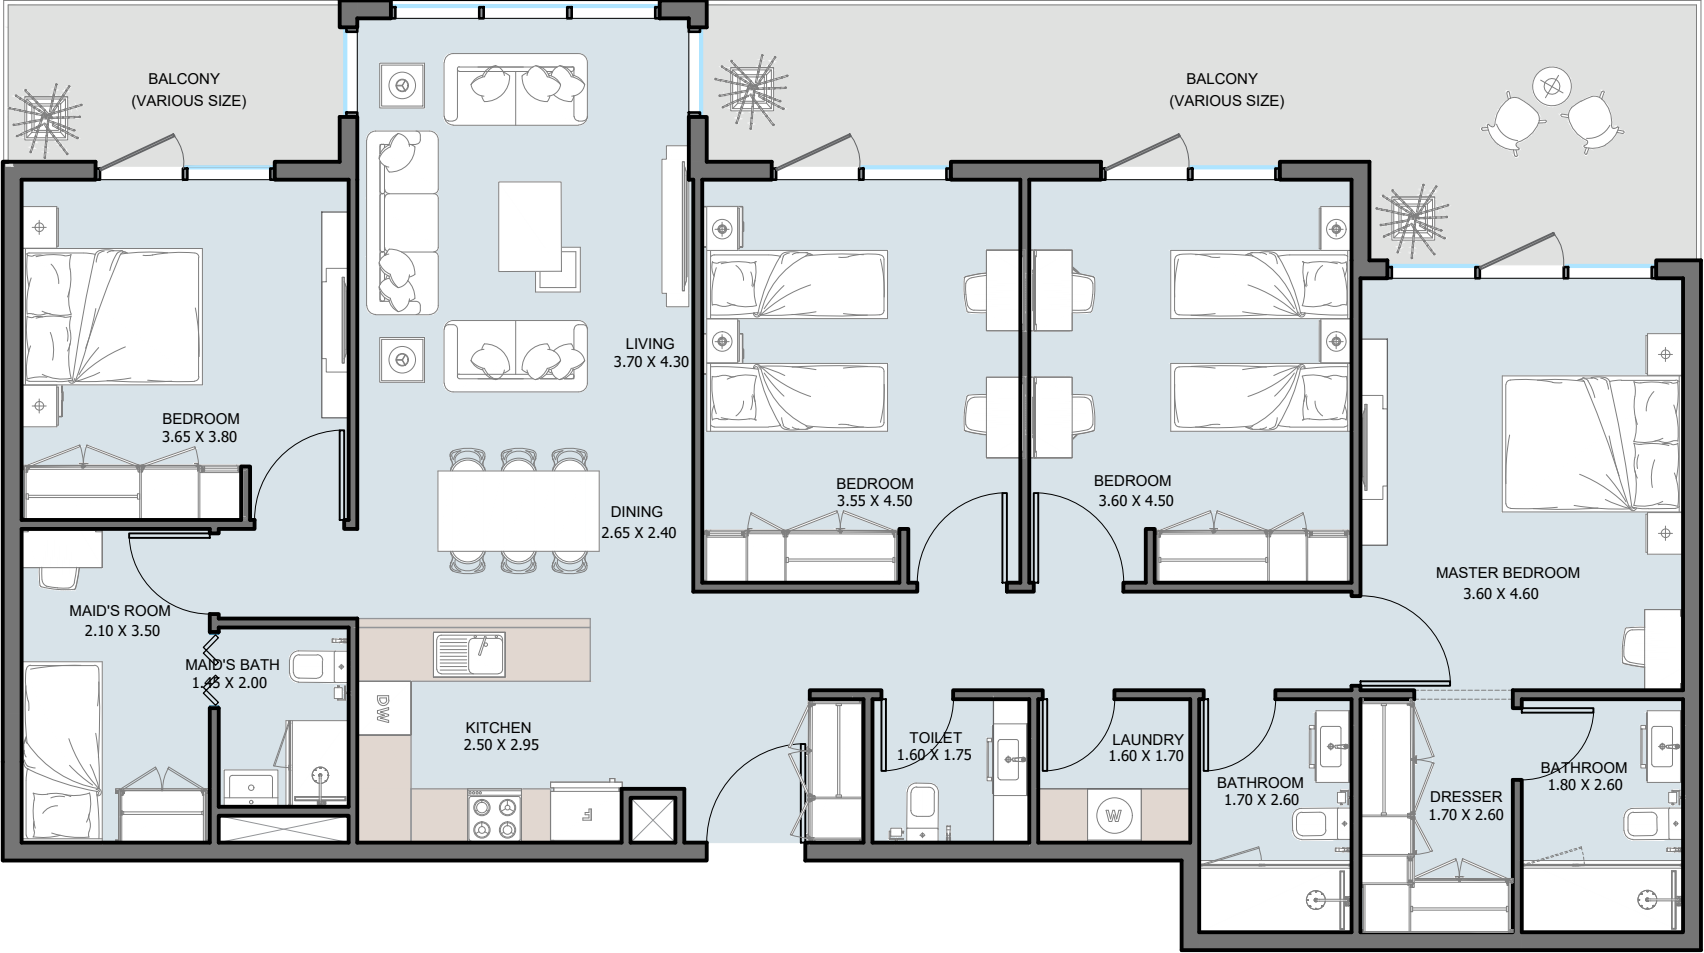 BALCONY
(VARIOUS SIZE)
BALCONY
(VARIOUS SIZE)
LIVING
3.70 X 4.30
BEDROOM
3.65 X 3.80
BEDROOM
3.55 X 4.50
BEDROOM
3.60 X 4.50
DINING
2.65 X 2.40
MASTER BEDROOM
3.60 X 4.60
MAID'S ROOM
2.10 X 3.50
MAID'S BATH
1.45 X 2.00
DW
KITCHEN
2.50 X 2.95
TOILET
1.60 X 1.75
LAUNDRY
1.60 X 1.70
BATHROOM
1.70 X 2.60
DRESSER
1.70 X 2.60
BATHROOM
1.80 X 2.60
F
W